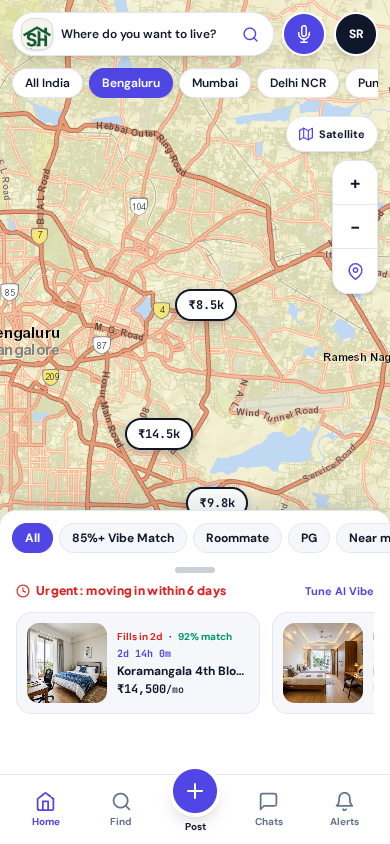 SH
Where do you want to live?
SR
All India
Bengaluru
Mumbai
Delhi NCR
Pun
Satellite
+
−
Hebbal Outer Ring Road
B I A L Road
L Road
7
104
85
4
₹8.5k
engaluru
angalore
M. G. Road
87
Ramesh Nag
209
Hosur Main Road
N A L
Wind Tunnel Road
₹14.5k
Service Road
₹9.8k
All
85%+ Vibe Match
Roommate
PG
Near m
Urgent: moving in within 6 days
Tune AI Vibe
Fills in 2d · 92% match
2d 14h 0m
Koramangala 4th Blo...
₹14,500/mo
Home
Find
Post
Chats
Alerts